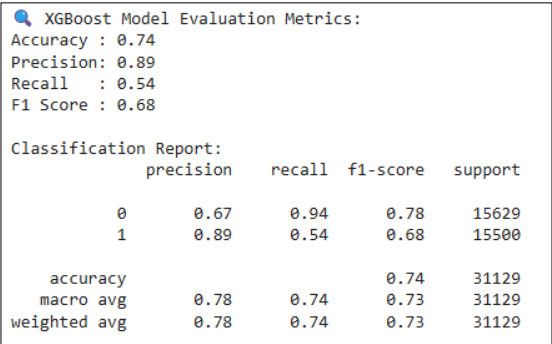 🔍 XGBoost Model Evaluation Metrics:
Accuracy : 0.74
Precision: 0.89
Recall   : 0.54
F1 Score : 0.68
Classification Report:
              precision    recall  f1-score   support
           0       0.67      0.94      0.78     15629
           1       0.89      0.54      0.68     15500
    accuracy                           0.74     31129
   macro avg       0.78      0.74      0.73     31129
weighted avg       0.78      0.74      0.73     31129